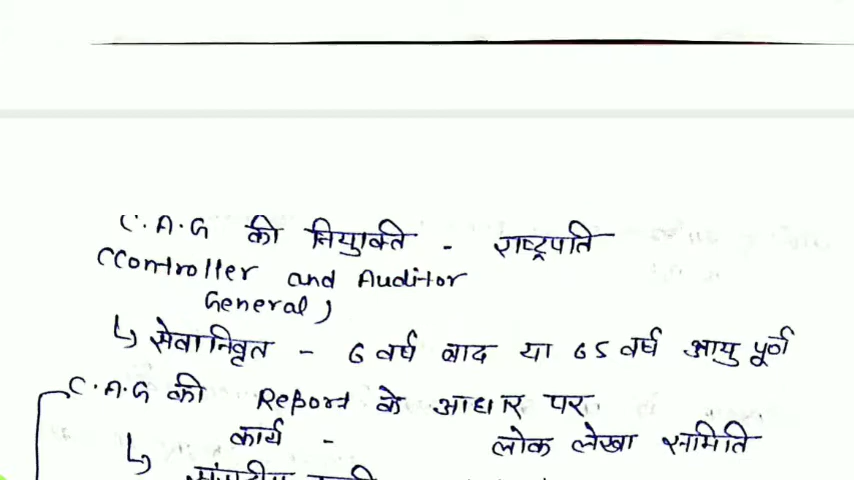 C.A.G की नियुक्ति - राष्ट्रपति
(Controller and Auditor
General)
↳ सेवानिवृत - 6 वर्ष बाद या 65 वर्ष आयु पूर्व
C.A.G की Report के आधार पर
कार्य - लोक लेखा समिति
↳